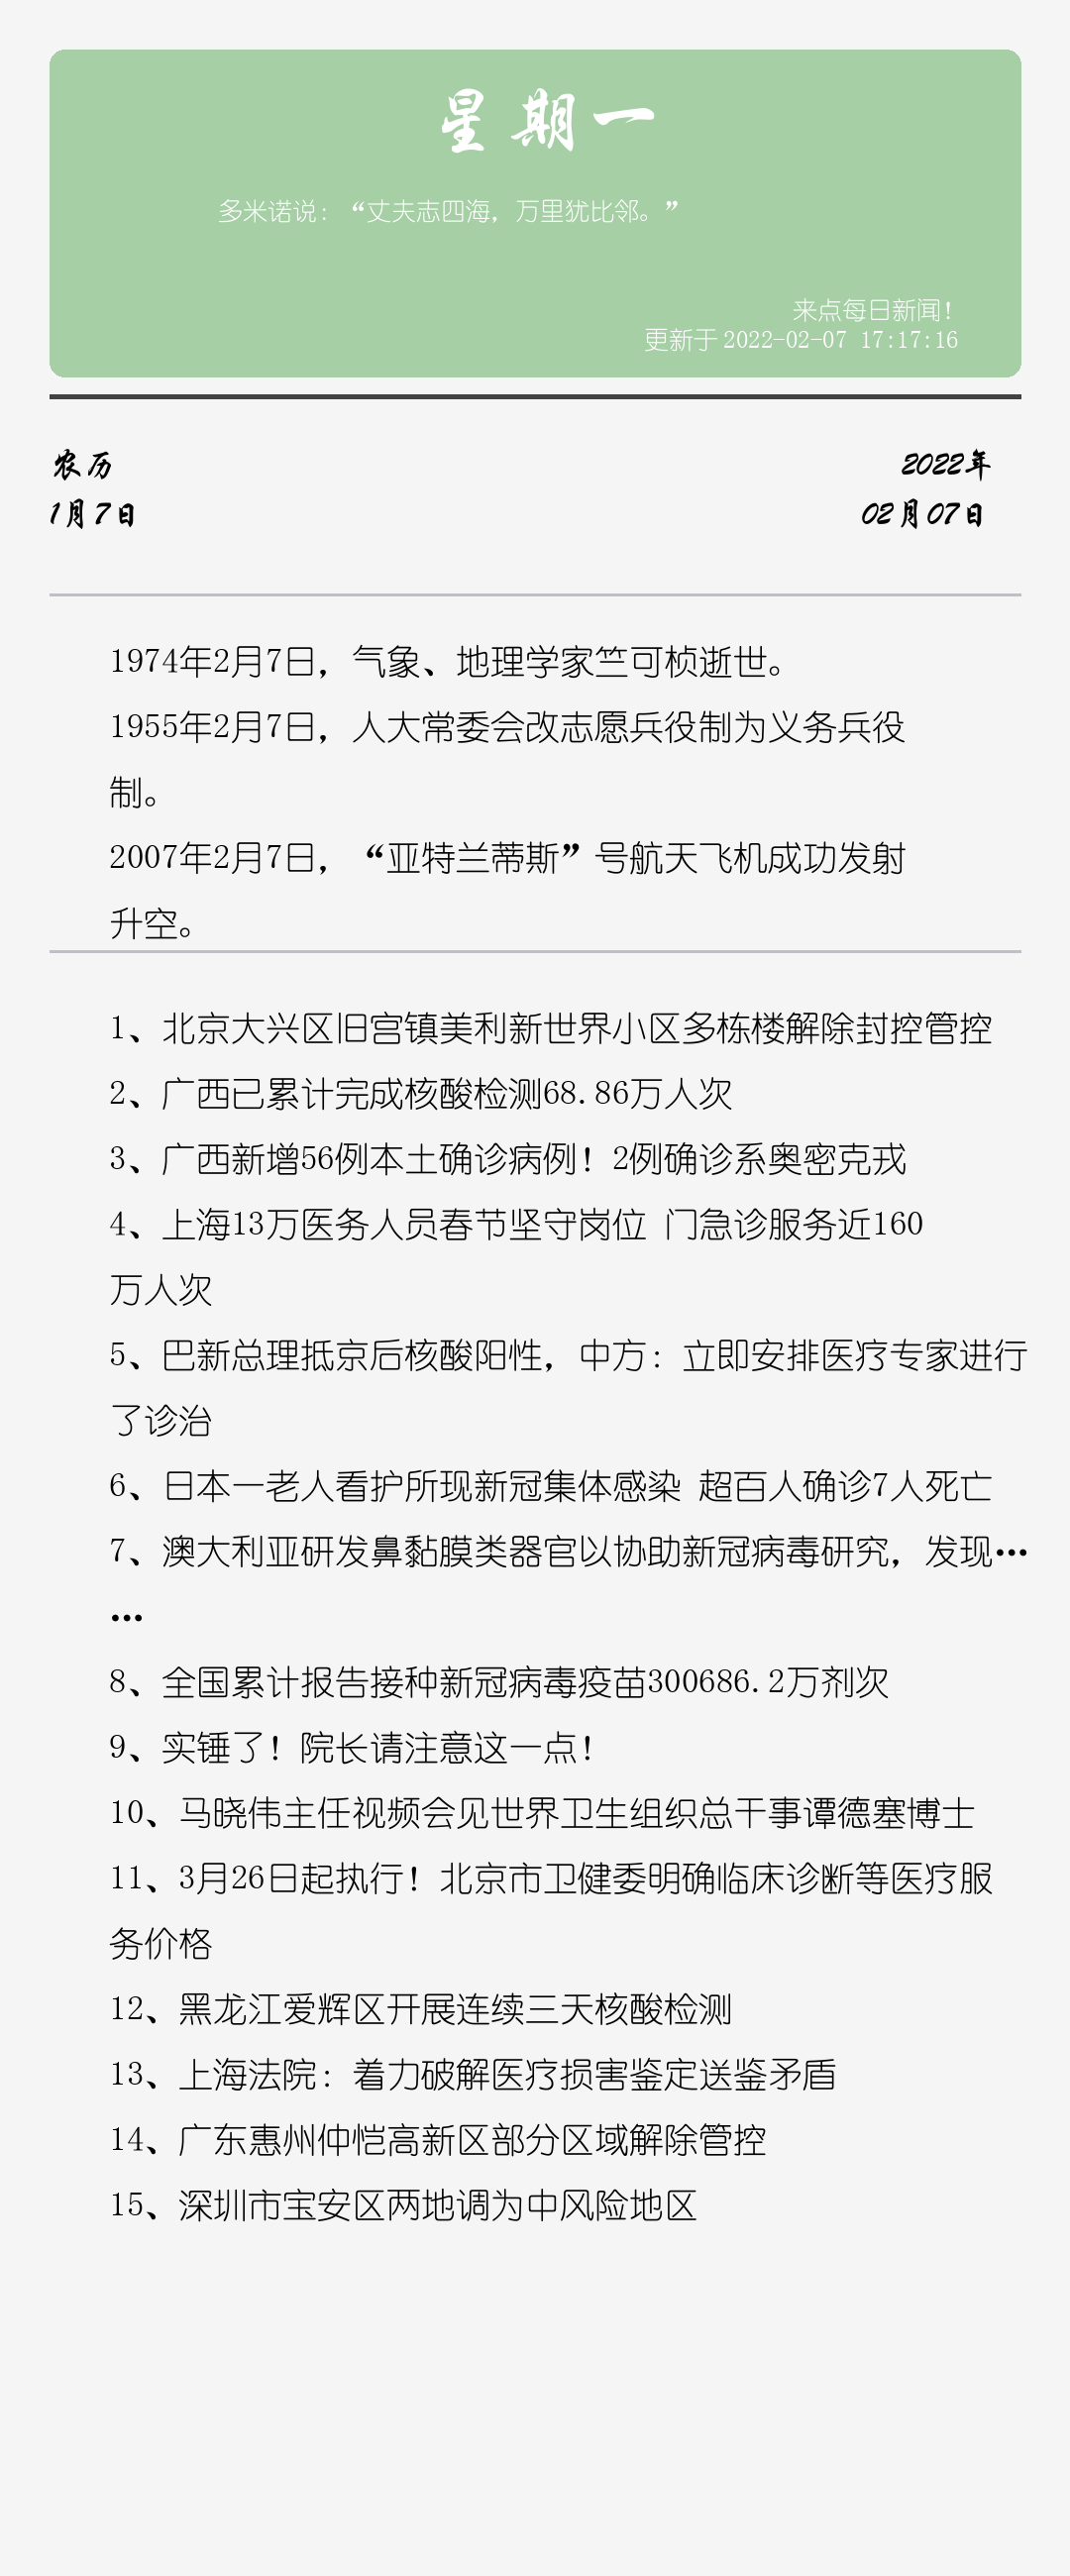 星期一
多米诺说：“丈夫志四海，万里犹比邻。”
来点每日新闻！
更新于2022-02-07 17:17:16
农历
2022年
1月7日
02月07日
1974年2月7日，气象、地理学家竺可桢逝世。
1955年2月7日，人大常委会改志愿兵役制为义务兵役
制。
2007年2月7日，“亚特兰蒂斯”号航天飞机成功发射
升空。
1、北京大兴区旧宫镇美利新世界小区多栋楼解除封控管控
2、广西已累计完成核酸检测68.86万人次
3、广西新增56例本土确诊病例！2例确诊系奥密克戎
4、上海13万医务人员春节坚守岗位 门急诊服务近160
万人次
5、巴新总理抵京后核酸阳性，中方：立即安排医疗专家进行
了诊治
6、日本一老人看护所现新冠集体感染 超百人确诊7人死亡
7、澳大利亚研发鼻黏膜类器官以协助新冠病毒研究，发现…
…
8、全国累计报告接种新冠病毒疫苗300686.2万剂次
9、实锤了！院长请注意这一点！
10、马晓伟主任视频会见世界卫生组织总干事谭德塞博士
11、3月26日起执行！北京市卫健委明确临床诊断等医疗服
务价格
12、黑龙江爱辉区开展连续三天核酸检测
13、上海法院：着力破解医疗损害鉴定送鉴矛盾
14、广东惠州仲恺高新区部分区域解除管控
15、深圳市宝安区两地调为中风险地区